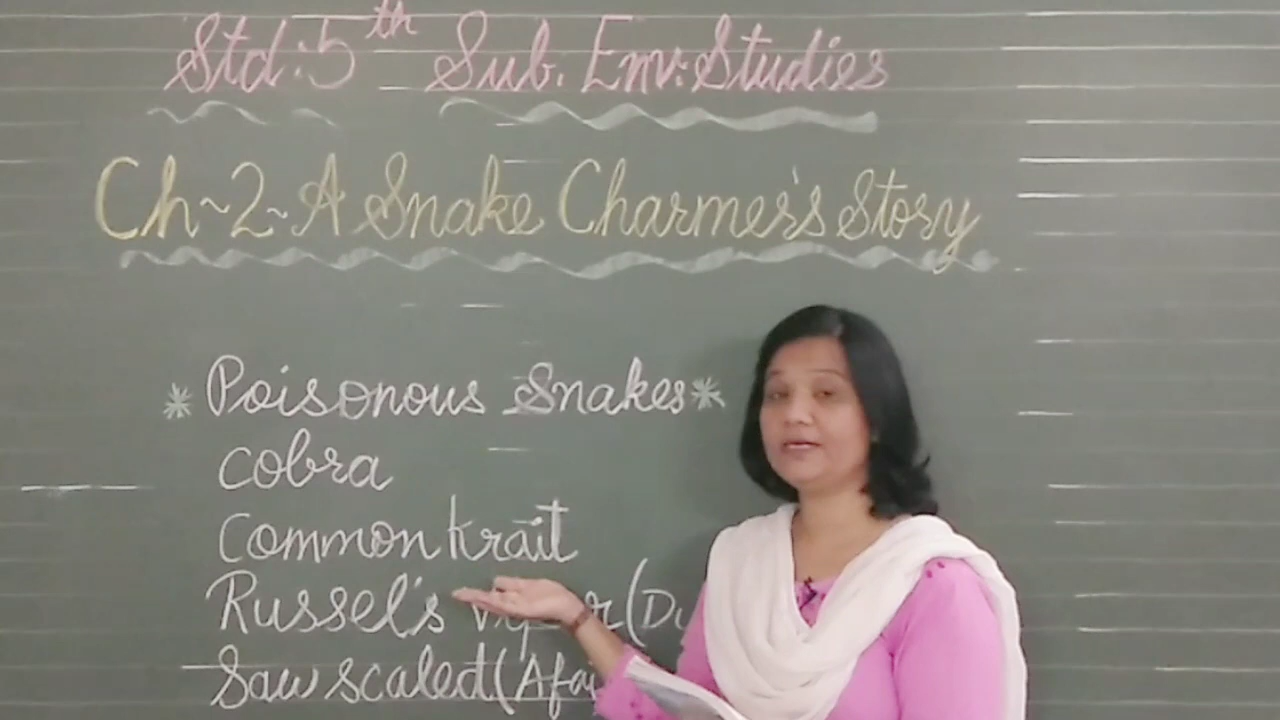 Std:5th Sub. Env: Studies
Ch~2~A Snake Charmer's Story
* Poisonous Snakes *
cobra
common krait
Russel's
Saw scaled (Afa